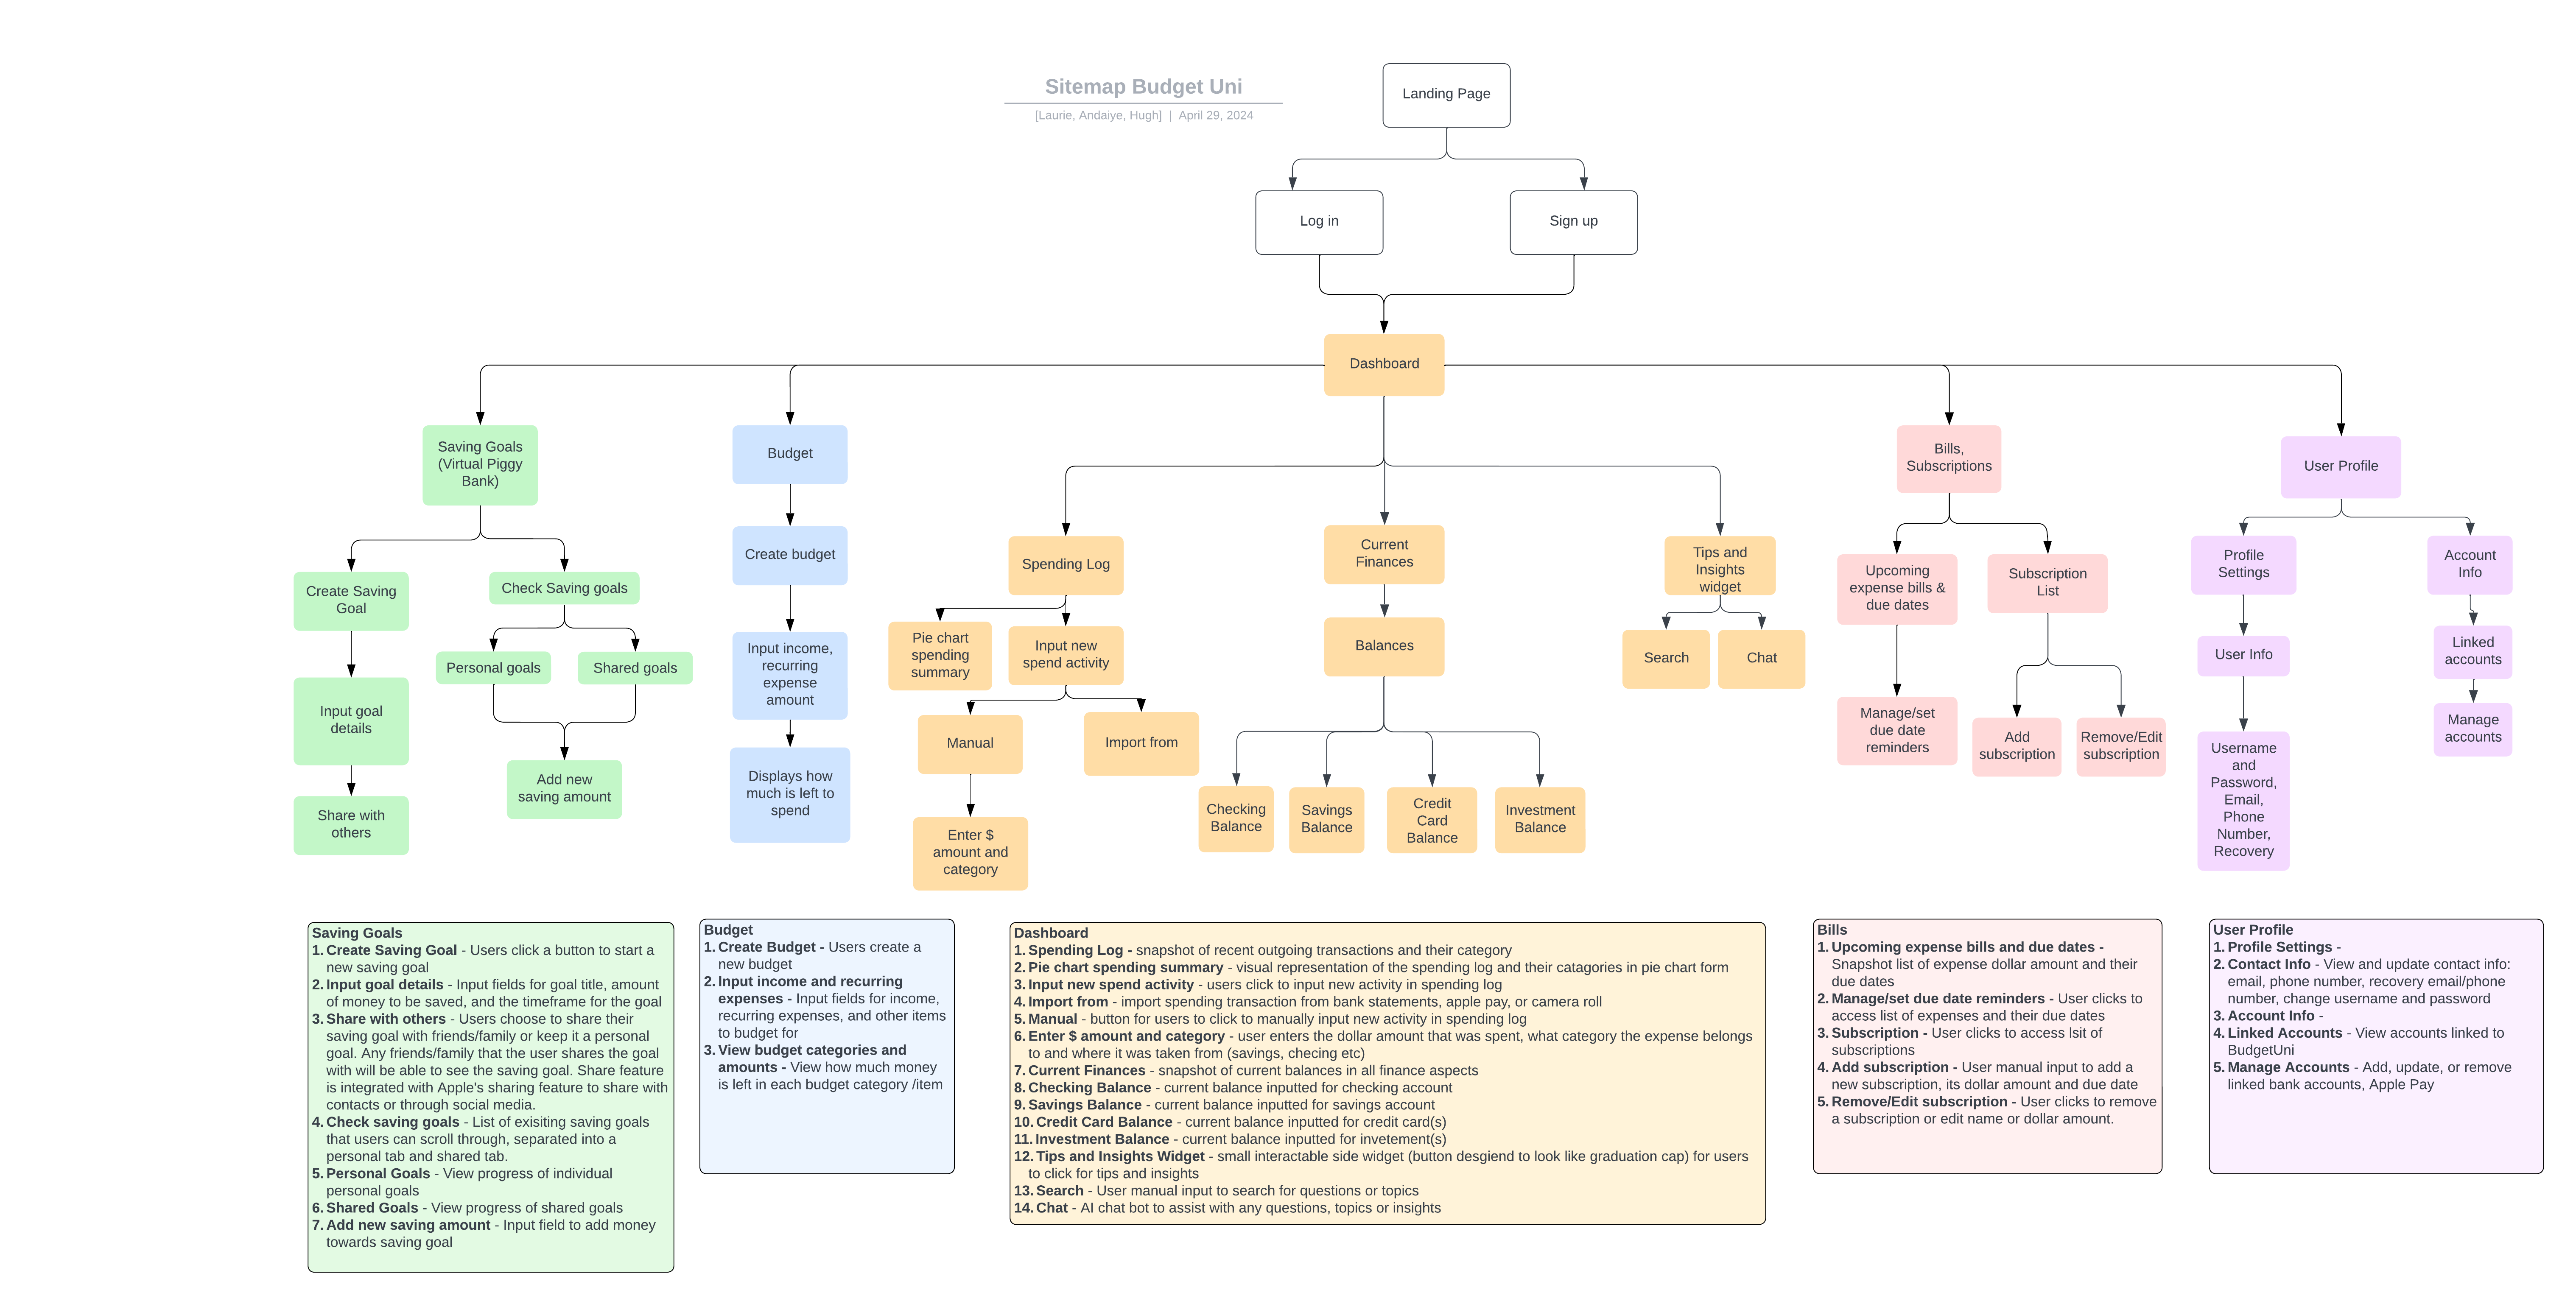 Sitemap Budget Uni
[Laurie, Andaiye, Hugh]  |  April 29, 2024
Landing Page
Log in
Sign up
Dashboard
Saving Goals
(Virtual Piggy
Bank)
Create Saving
Goal
Input goal
details
Share with
others
Check Saving goals
Personal goals
Shared goals
Add new
saving amount
Budget
Create budget
Input income,
recurring
expense
amount
Displays how
much is left to
spend
Spending Log
Pie chart
spending
summary
Input new
spend activity
Manual
Import from
Enter $
amount and
category
Current
Finances
Balances
Checking
Balance
Savings
Balance
Credit
Card
Balance
Investment
Balance
Tips and
Insights
widget
Search
Chat
Bills,
Subscriptions
Upcoming
expense bills &
due dates
Manage/set
due date
reminders
Subscription
List
Add
subscription
Remove/Edit
subscription
User Profile
Profile
Settings
User Info
Username
and
Password,
Email,
Phone
Number,
Recovery
Account
Info
Linked
accounts
Manage
accounts
Saving Goals
1. Create Saving Goal - Users click a button to start a
new saving goal
2. Input goal details - Input fields for goal title, amount
of money to be saved, and the timeframe for the goal
3. Share with others - Users choose to share their
saving goal with friends/family or keep it a personal
goal. Any friends/family that the user shares the goal
with will be able to see the saving goal. Share feature
is integrated with Apple's sharing feature to share with
contacts or through social media.
4. Check saving goals - List of exisiting saving goals
that users can scroll through, separated into a
personal tab and shared tab.
5. Personal Goals - View progress of individual
personal goals
6. Shared Goals - View progress of shared goals
7. Add new saving amount - Input field to add money
towards saving goal
Budget
1. Create Budget - Users create a
new budget
2. Input income and recurring
expenses - Input fields for income,
recurring expenses, and other items
to budget for
3. View budget categories and
amounts - View how much money
is left in each budget category /item
Dashboard
1. Spending Log - snapshot of recent outgoing transactions and their category
2. Pie chart spending summary - visual representation of the spending log and their catagories in pie chart form
3. Input new spend activity - users click to input new activity in spending log
4. Import from - import spending transaction from bank statements, apple pay, or camera roll
5. Manual - button for users to click to manually input new activity in spending log
6. Enter $ amount and category - user enters the dollar amount that was spent, what category the expense belongs
to and where it was taken from (savings, checing etc)
7. Current Finances - snapshot of current balances in all finance aspects
8. Checking Balance - current balance inputted for checking account
9. Savings Balance - current balance inputted for savings account
10. Credit Card Balance - current balance inputted for credit card(s)
11. Investment Balance - current balance inputted for invetement(s)
12. Tips and Insights Widget - small interactable side widget (button desgiend to look like graduation cap) for users
to click for tips and insights
13. Search - User manual input to search for questions or topics
14. Chat - AI chat bot to assist with any questions, topics or insights
Bills
1. Upcoming expense bills and due dates -
Snapshot list of expense dollar amount and their
due dates
2. Manage/set due date reminders - User clicks to
access list of expenses and their due dates
3. Subscription - User clicks to access lsit of
subscriptions
4. Add subscription - User manual input to add a
new subscription, its dollar amount and due date
5. Remove/Edit subscription - User clicks to remove
a subscription or edit name or dollar amount.
User Profile
1. Profile Settings -
2. Contact Info - View and update contact info:
email, phone number, recovery email/phone
number, change username and password
3. Account Info -
4. Linked Accounts - View accounts linked to
BudgetUni
5. Manage Accounts - Add, update, or remove
linked bank accounts, Apple Pay